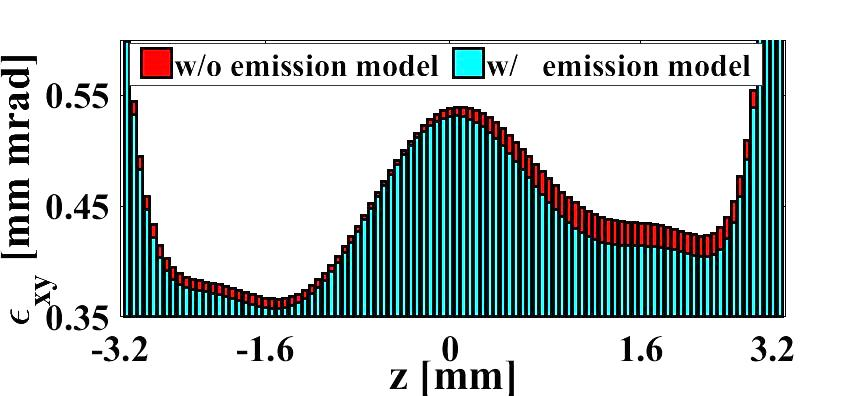 w/o emission model w/ emission model
ϵxy [mm mrad]
0.55
0.45
0.35
-3.2 -1.6 0 1.6 3.2
z [mm]